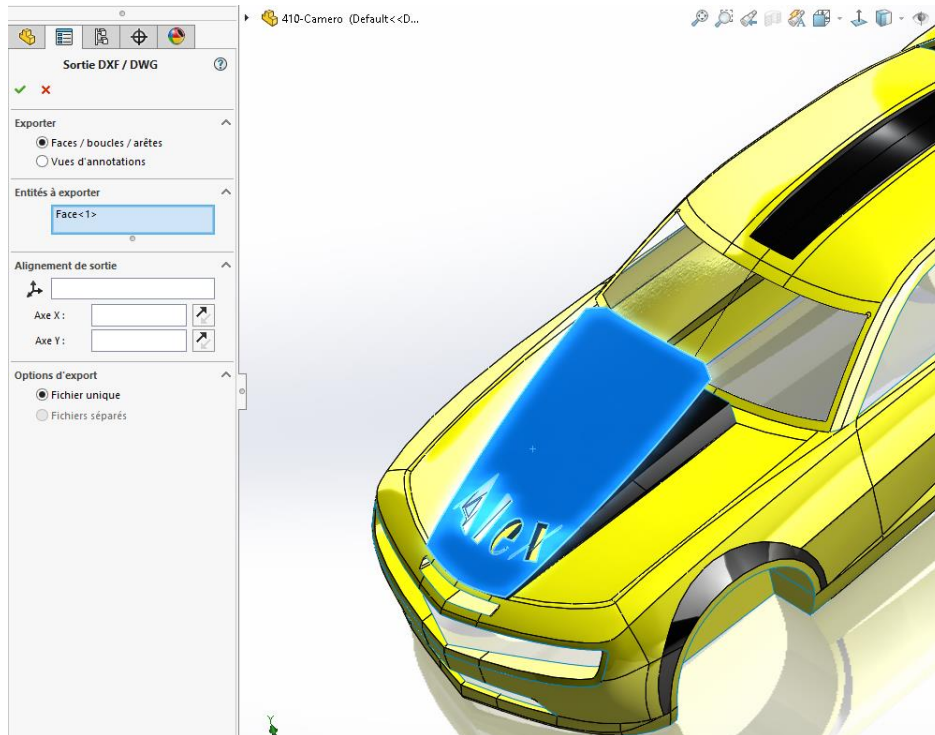 410-Camero (Default<<D...
Sortie DXF / DWG
Exporter
Faces / boucles / arêtes
Vues d'annotations
Entités à exporter
Face<1>
Alignement de sortie
Axe X :
Axe Y :
Options d'export
Fichier unique
Fichiers séparés
Alex
Y